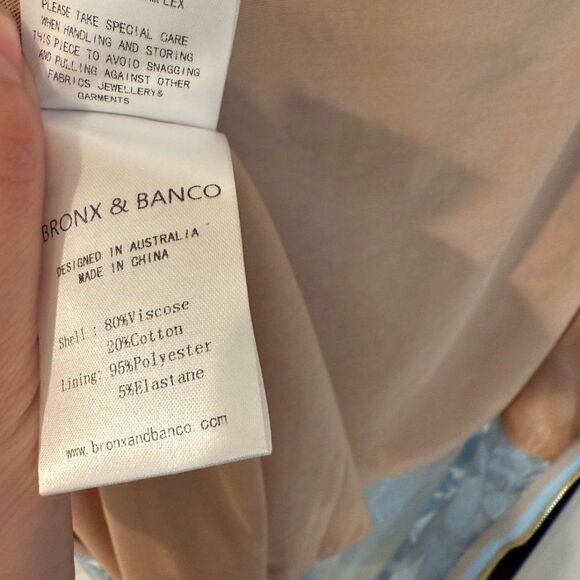 PLEASE TAKE SPECIAL CARE
WHEN HANDLING AND STORING
THIS PIECE TO AVOID SNAGGING
AND PULLING AGAINST OTHER
FABRICS JEWELLERY&
GARMENTS
BRONX & BANCO
DESIGNED IN AUSTRALIA
MADE IN CHINA
Shell: 80%Viscose
20%Cotton
Lining: 95%Polyester
5%Elastane
www.bronxandbanco.com